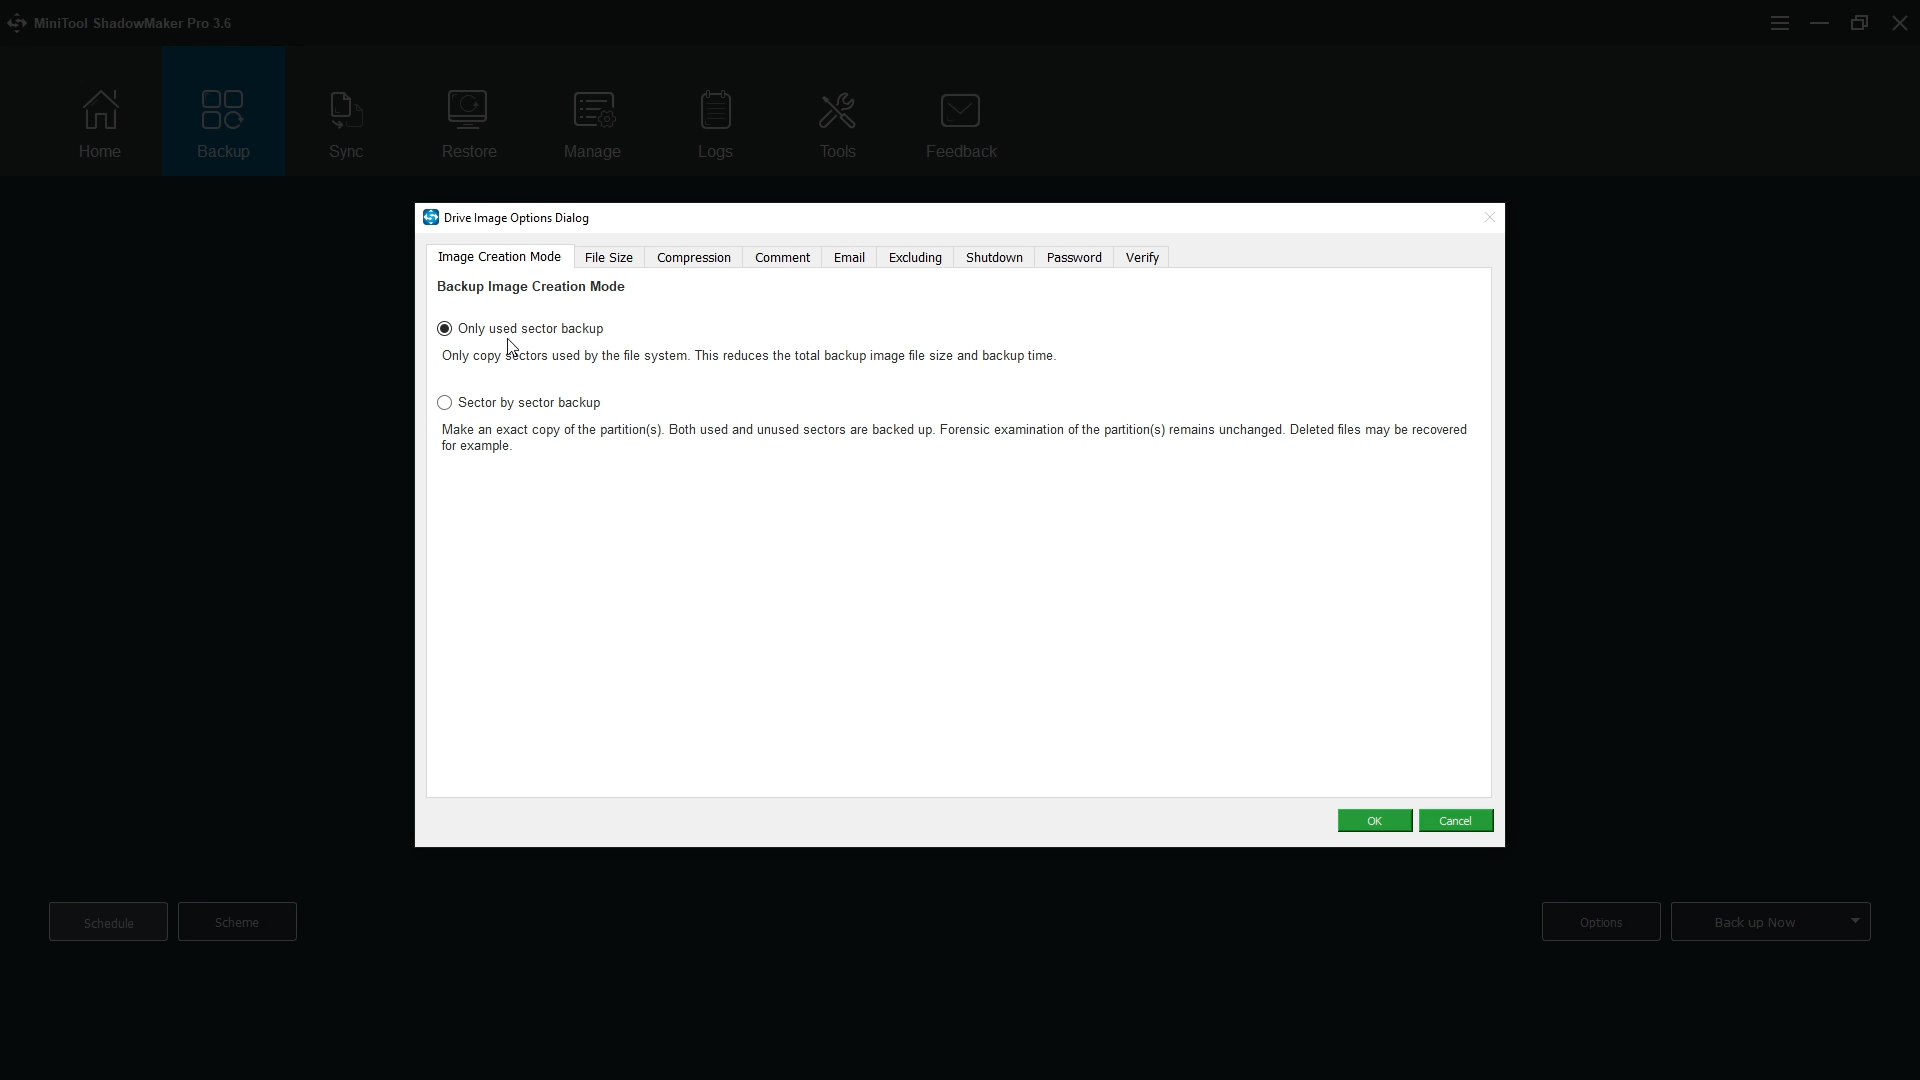 MiniTool ShadowMaker Pro 3.6
Home
Backup
Sync
Restore
Manage
Logs
Tools
Feedback
Drive Image Options Dialog
Image Creation Mode
File Size
Compression
Comment
Email
Excluding
Shutdown
Password
Verify
Backup Image Creation Mode
Only used sector backup
Only copy sectors used by the file system. This reduces the total backup image file size and backup time.
Sector by sector backup
Make an exact copy of the partition(s). Both used and unused sectors are backed up. Forensic examination of the partition(s) remains unchanged. Deleted files may be recovered
for example.
OK
Cancel
Schedule
Scheme
Options
Back up Now